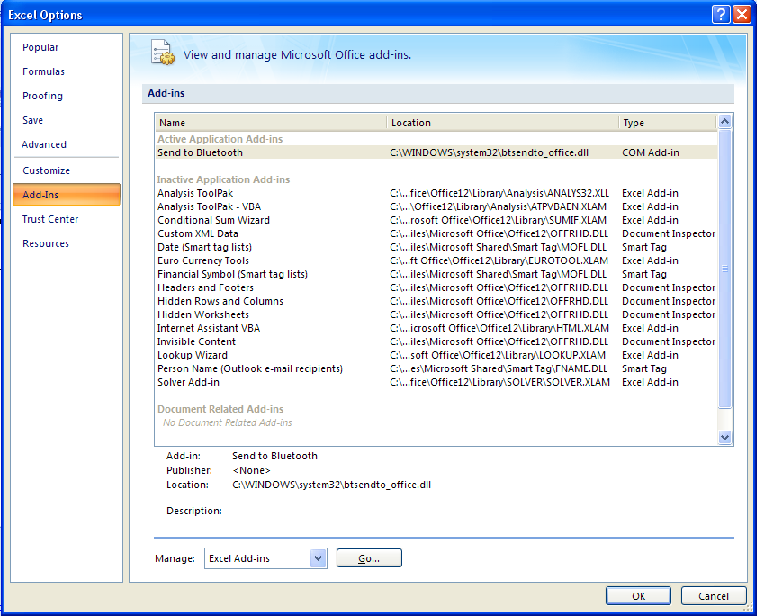 Excel Options
Popular
Formulas
Proofing
Save
Advanced
Customize
Add-Ins
Trust Center
Resources
View and manage Microsoft Office add-ins.
Add-ins
Name Location Type
Active Application Add-ins
Send to Bluetooth C:\WINDOWS\system32\btsendto_office.dll COM Add-in
Inactive Application Add-ins
Analysis ToolPak C:\...fice\Office12\Library\Analysis\ANALYS32.XLL Excel Add-in
Analysis ToolPak - VBA C:\...\Office12\Library\Analysis\ATPVBAEN.XLAM Excel Add-in
Conditional Sum Wizard C:\...rosoft Office\Office12\Library\SUMIF.XLAM Excel Add-in
Custom XML Data C:\...iles\Microsoft Office\Office12\OFFRHD.DLL Document Inspector
Date (Smart tag lists) C:\...iles\Microsoft Shared\Smart Tag\MOFL.DLL Smart Tag
Euro Currency Tools C:\...ft Office\Office12\Library\EUROTOOL.XLAM Excel Add-in
Financial Symbol (Smart tag lists) C:\...iles\Microsoft Shared\Smart Tag\MOFL.DLL Smart Tag
Headers and Footers C:\...iles\Microsoft Office\Office12\OFFRHD.DLL Document Inspector
Hidden Rows and Columns C:\...iles\Microsoft Office\Office12\OFFRHD.DLL Document Inspector
Hidden Worksheets C:\...iles\Microsoft Office\Office12\OFFRHD.DLL Document Inspector
Internet Assistant VBA C:\...icrosoft Office\Office12\Library\HTML.XLAM Excel Add-in
Invisible Content C:\...iles\Microsoft Office\Office12\OFFRHD.DLL Document Inspector
Lookup Wizard C:\...soft Office\Office12\Library\LOOKUP.XLAM Excel Add-in
Person Name (Outlook e-mail recipients) C:\...es\Microsoft Shared\Smart Tag\FNAME.DLL Smart Tag
Solver Add-in C:\...fice\Office12\Library\SOLVER\SOLVER.XLAM Excel Add-in
Document Related Add-ins
No Document Related Add-ins
Add-in: Send to Bluetooth
Publisher: <None>
Location: C:\WINDOWS\system32\btsendto_office.dll
Description:
Manage: Excel Add-ins Go...
OK Cancel